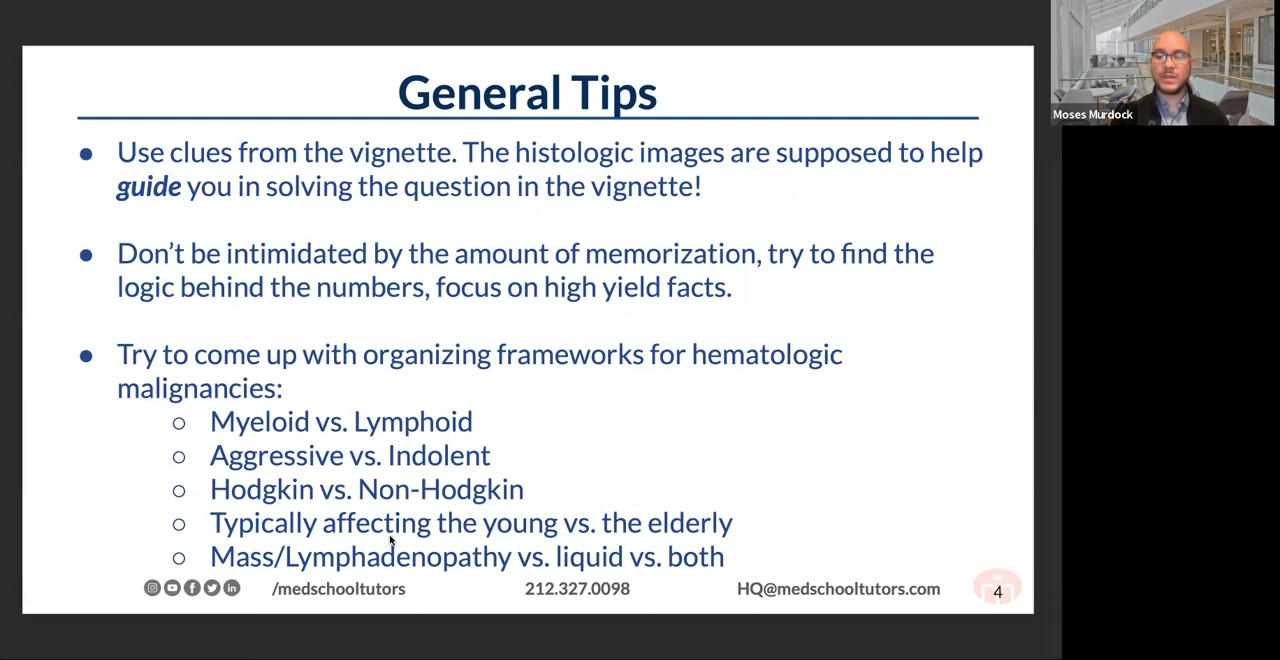 General Tips
● Use clues from the vignette. The histologic images are supposed to help
guide you in solving the question in the vignette!
● Don’t be intimidated by the amount of memorization, try to find the
logic behind the numbers, focus on high yield facts.
● Try to come up with organizing frameworks for hematologic
malignancies:
○ Myeloid vs. Lymphoid
○ Aggressive vs. Indolent
○ Hodgkin vs. Non-Hodgkin
○ Typically affecting the young vs. the elderly
○ Mass/Lymphadenopathy vs. liquid vs. both
/medschooltutors 212.327.0098 HQ@medschooltutors.com 4
Moses Murdock